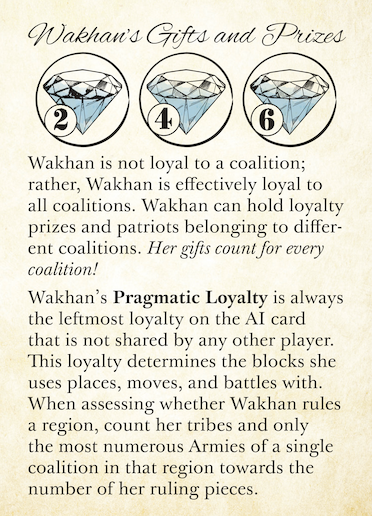 Wakhan's Gifts and Prizes
2 4 6
Wakhan is not loyal to a coalition;
rather, Wakhan is effectively loyal to
all coalitions. Wakhan can hold loyalty
prizes and patriots belonging to differ-
ent coalitions. Her gifts count for every
coalition!
Wakhan's Pragmatic Loyalty is always
the leftmost loyalty on the AI card
that is not shared by any other player.
This loyalty determines the blocks she
uses places, moves, and battles with.
When assessing whether Wakhan rules
a region, count her tribes and only
the most numerous Armies of a single
coalition in that region towards the
number of her ruling pieces.